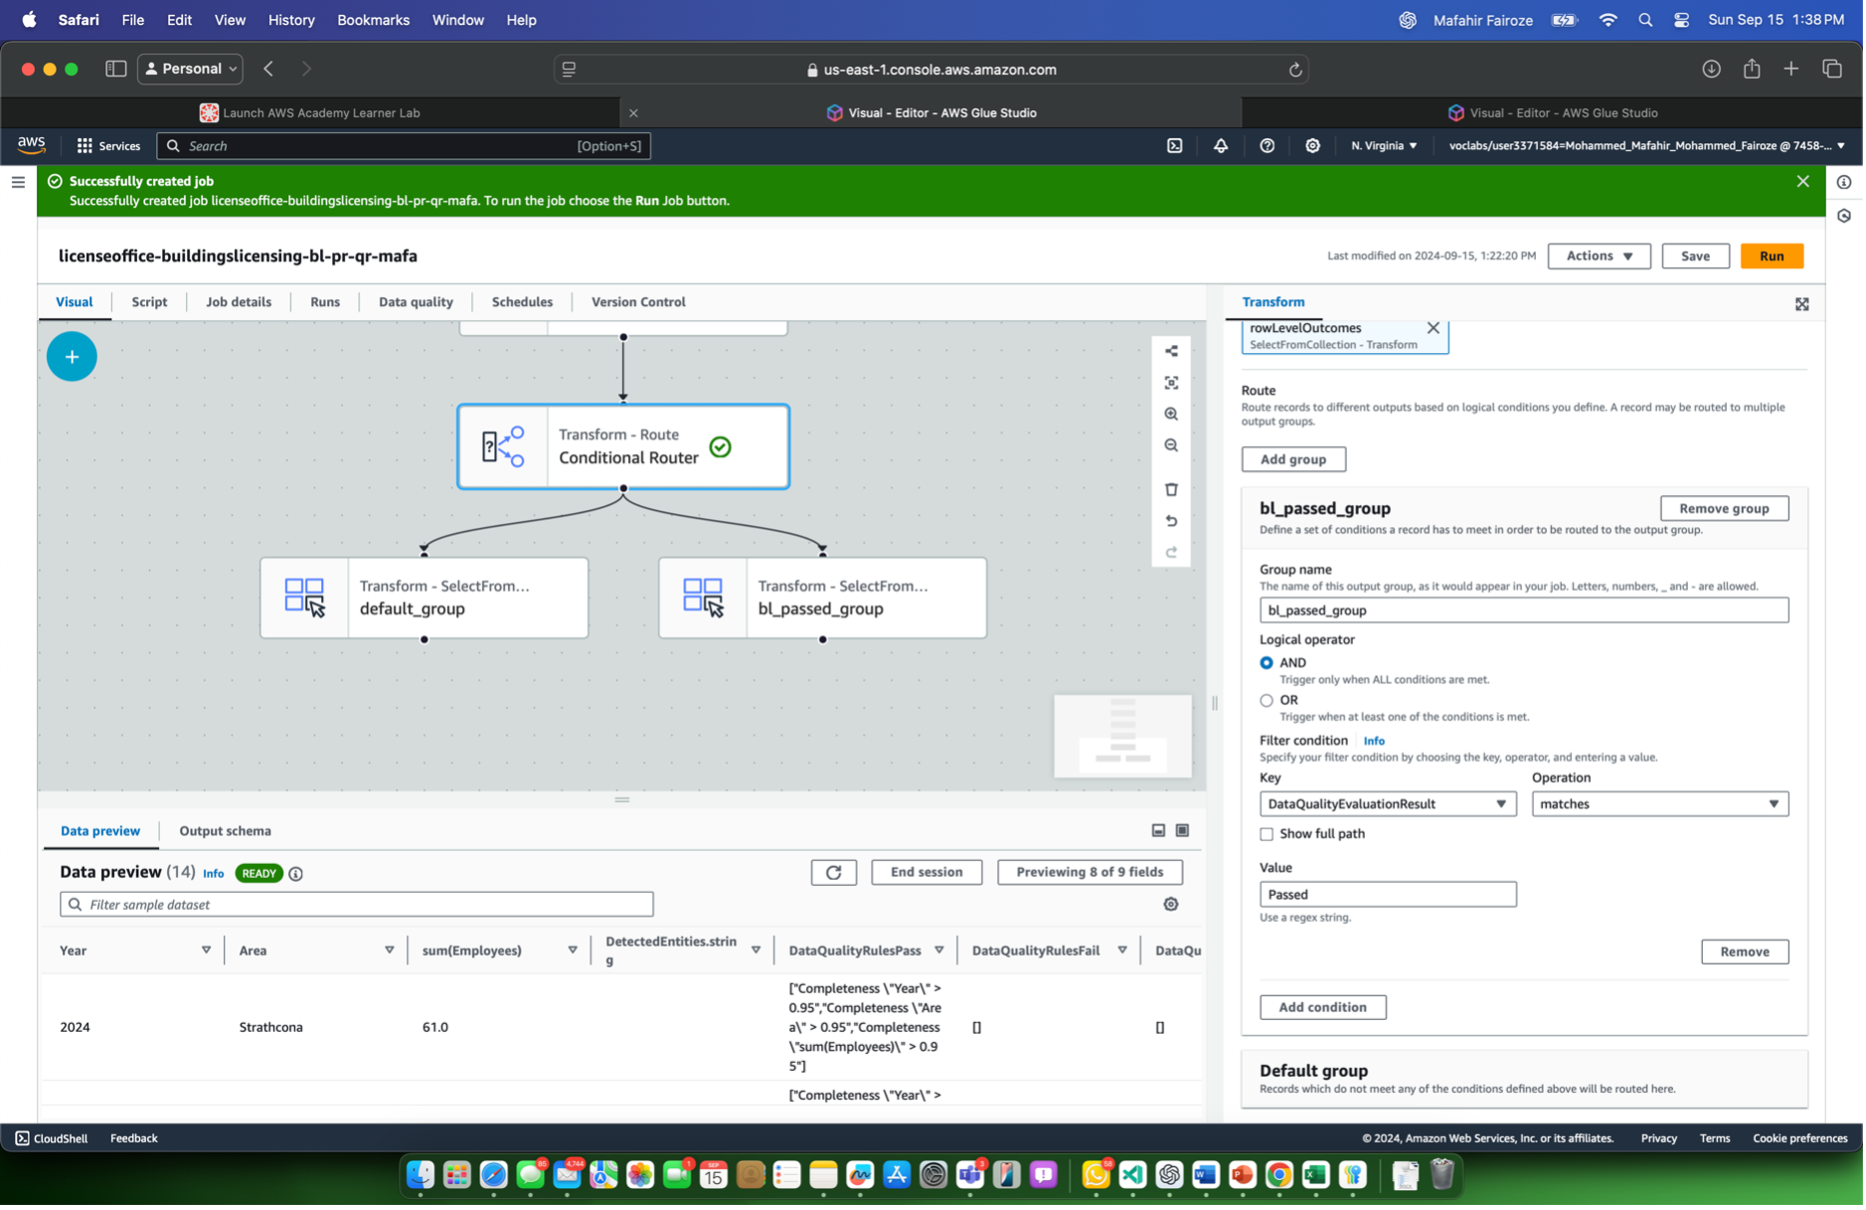 Safari File Edit View History Bookmarks Window Help
Mafahir Fairoze Sun Sep 15 1:38 PM
Personal
us-east-1.console.aws.amazon.com
Launch AWS Academy Learner Lab
Visual - Editor - AWS Glue Studio
Visual - Editor - AWS Glue Studio
aws Services Search [Option+S]
N. Virginia voclabs/user3371584=Mohammed_Mafahir_Mohammed_Fairoze @ 7458-...
Successfully created job
Successfully created job licenseoffice-buildingslicensing-bl-pr-qr-mafa. To run the job choose the Run Job button.
licenseoffice-buildingslicensing-bl-pr-qr-mafa
Last modified on 2024-09-15, 1:22:20 PM
Actions
Save
Run
Visual Script Job details Runs Data quality Schedules Version Control
Transform - Route
Conditional Router
Transform - SelectFrom...
default_group
Transform - SelectFrom...
bl_passed_group
Transform
rowLevelOutcomes
SelectFromCollection - Transform
Route
Route records to different outputs based on logical conditions you define. A record may be routed to multiple
output groups.
Add group
bl_passed_group
Remove group
Define a set of conditions a record has to meet in order to be routed to the output group.
Group name
The name of this output group, as it would appear in your job. Letters, numbers, _ and - are allowed.
bl_passed_group
Logical operator
AND
Trigger only when ALL conditions are met.
OR
Trigger when at least one of the conditions is met.
Filter condition Info
Specify your filter condition by choosing the key, operator, and entering a value.
Key
Operation
DataQualityEvaluationResult
matches
Show full path
Value
Passed
Use a regex string.
Remove
Add condition
Default group
Records which do not meet any of the conditions defined above will be routed here.
Data preview Output schema
Data preview (14) Info READY
End session
Previewing 8 of 9 fields
Filter sample dataset
Year Area sum(Employees) DetectedEntities.strin
g DataQualityRulesPass DataQualityRulesFail DataQu
2024 Strathcona 61.0
["Completeness \"Year\" >
0.95","Completeness \"Are
a\" > 0.95","Completeness
\"sum(Employees)\" > 0.9
5"]
[]
[]
["Completeness \"Year\" >
CloudShell Feedback
© 2024, Amazon Web Services, Inc. or its affiliates. Privacy Terms Cookie preferences
85
4,744
1
SEP
15
3
58